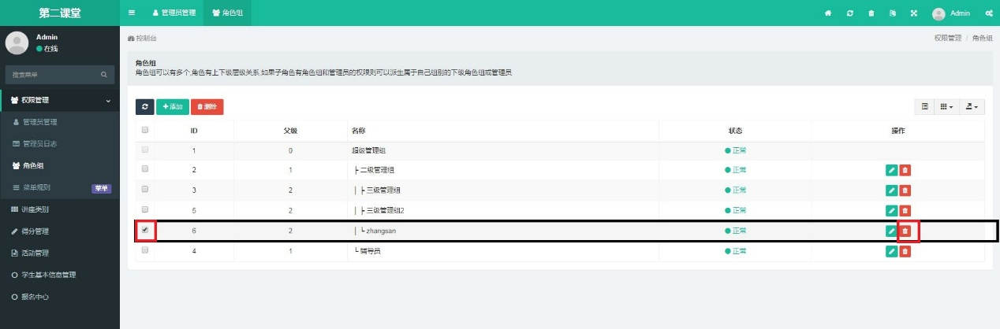 第二课堂
管理员管理
角色组
Admin
Admin
在线
控制台
权限管理 / 角色组
搜索菜单
角色组
角色组可以有多个,角色有上下级层级关系,如果子角色有角色组和管理员的权限则可以派生属于自己组别的下级角色组或管理员
权限管理
添加
删除
管理员管理
管理员日志
角色组
菜单规则 菜单
讲座类别
得分管理
活动管理
学生基本信息管理
报名中心
ID 父级 名称 状态 操作
1 0 超级管理组 正常
2 1 ├ 二级管理组 正常
3 2 │ ├ 三级管理组 正常
5 2 │ ├ 三级管理组2 正常
6 2 │ └ zhangsan 正常
4 1 └ 辅导员 正常